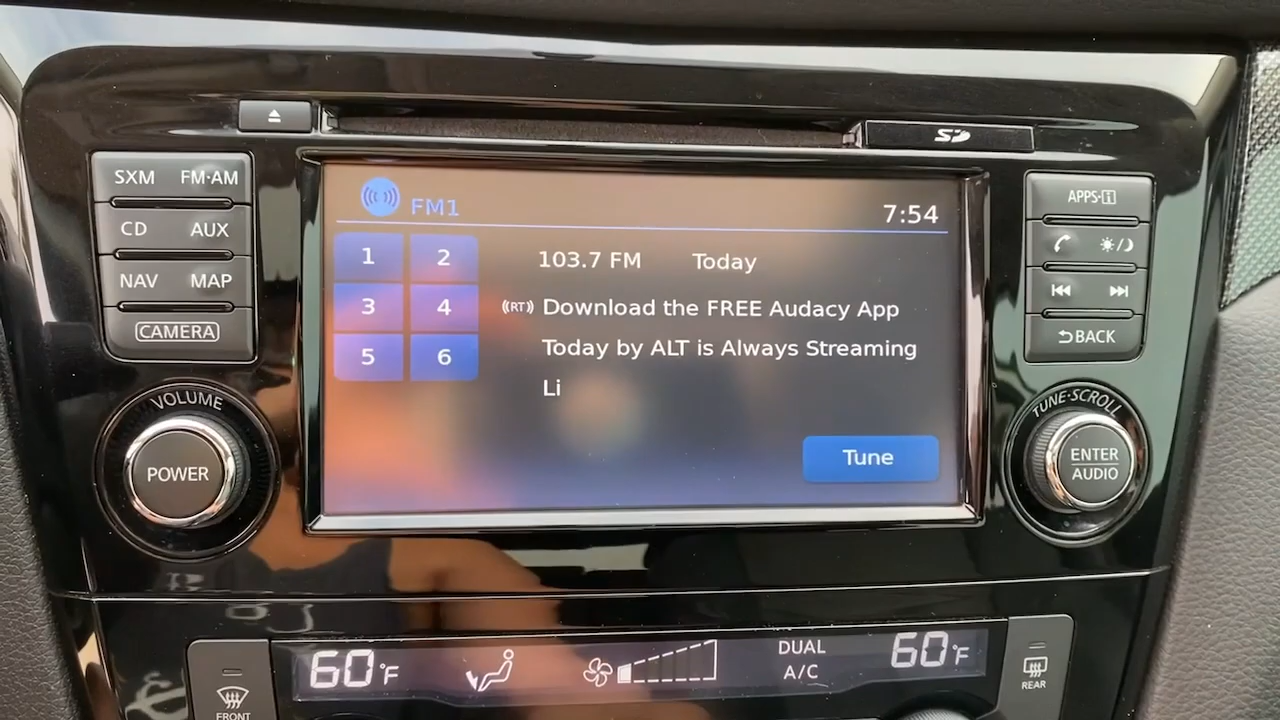 SD
SXM FM·AM
CD AUX
NAV MAP
CAMERA
VOLUME
POWER
FM1
7:54
1 2
3 4
5 6
103.7 FM Today
((RT)) Download the FREE Audacy App
Today by ALT is Always Streaming
Li
Tune
APPS·i
BACK
TUNE·SCROLL
ENTER
AUDIO
60°F
DUAL
A/C
60°F
FRONT
REAR